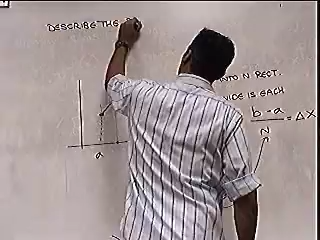 DESCRIBE THE
INTO N RECT.
WIDE IS EACH
b - a
N
= ΔX
a